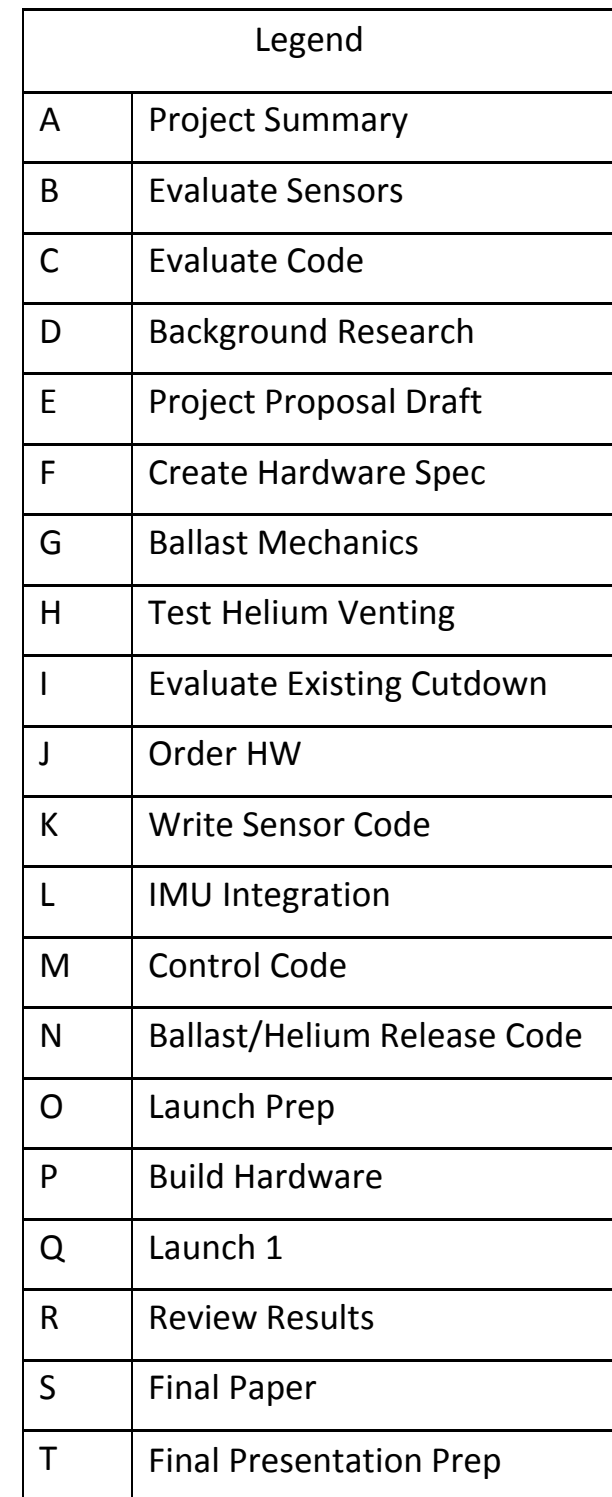 Legend
A Project Summary
B Evaluate Sensors
C Evaluate Code
D Background Research
E Project Proposal Draft
F Create Hardware Spec
G Ballast Mechanics
H Test Helium Venting
I Evaluate Existing Cutdown
J Order HW
K Write Sensor Code
L IMU Integration
M Control Code
N Ballast/Helium Release Code
O Launch Prep
P Build Hardware
Q Launch 1
R Review Results
S Final Paper
T Final Presentation Prep